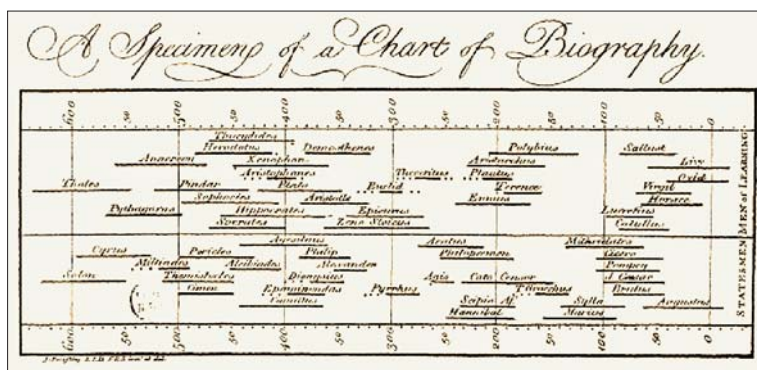 A Specimen of a Chart of Biography.
600 50 500 50 400 50 300 50 200 50 100 50 0
Thucydides
Herodotus Demosthenes Polybius Sallust
Anacreon Xenophon Aristarchus Livy
Aristophanes Theocritus Plautus Ovid
Thales Pindar Plato Euclid Terence Virgil
Sophocles Aristotle Ennius Horace
Pythagoras Hippocrates Epicurus Lucretius
Socrates Zeno Stoicus Catullus
MEN of LEARNING
Agesilaus Aratus Mithridates
Cyrus Pericles Philip Philopoemen Cicero
Miltiades Alcibiades Alexander Pompey
Solon Themistocles Dionysius Agis Cato Censor J. Caesar
Cimon Epaminondas Pyrrhus Brutus
Camillus Scipio Af. Sylla Augustus
Hannibal Marius
STATESMEN
600 50 500 50 400 50 300 50 200 50 100 50 0